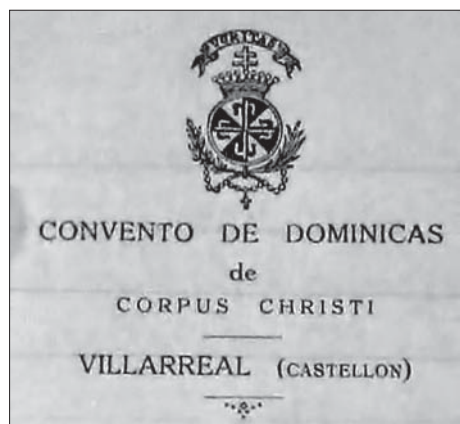 VERITAS
CONVENTO DE DOMINICAS
de
CORPUS CHRISTI
VILLARREAL (CASTELLON)